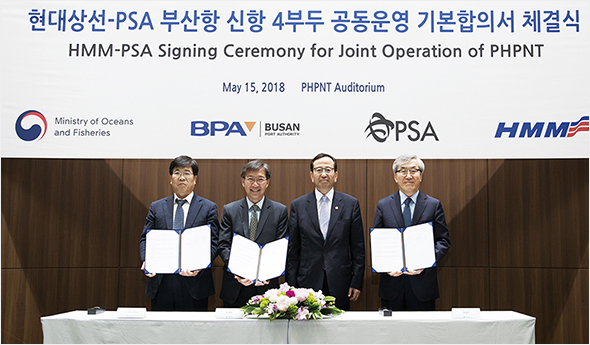 현대상선-PSA 부산항 신항 4부두 공동운영 기본합의서 체결식
HMM-PSA Signing Ceremony for Joint Operation of PHPNT
May 15, 2018 PHPNT Auditorium
Ministry of Oceans
and Fisheries
BPA BUSAN
PORT AUTHORITY
PSA
HMM